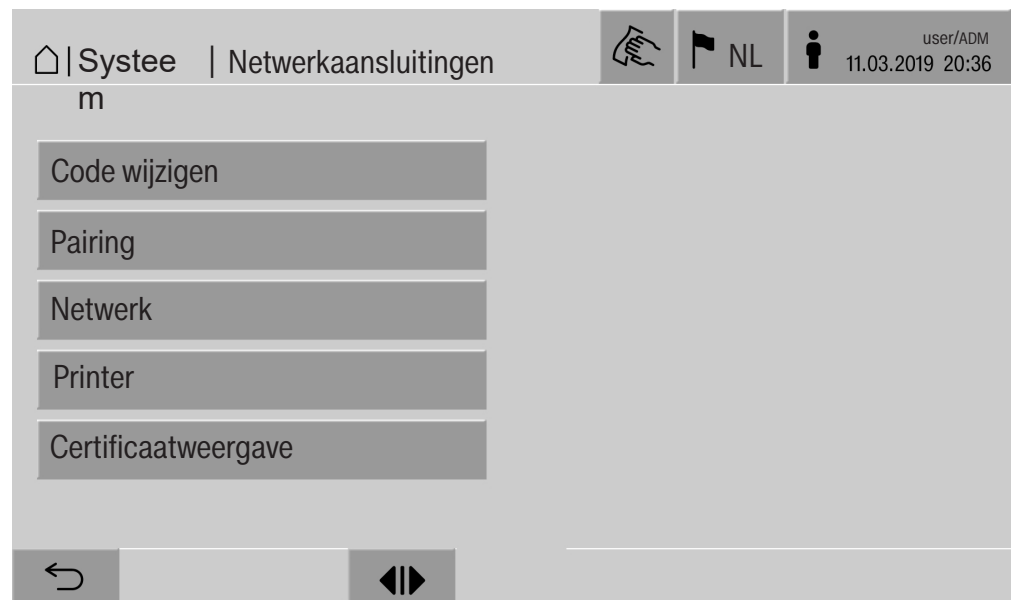 Systee | Netwerkaansluitingen
m
NL
user/ADM
11.03.2019 20:36
Code wijzigen
Pairing
Netwerk
Printer
Certificaatweergave